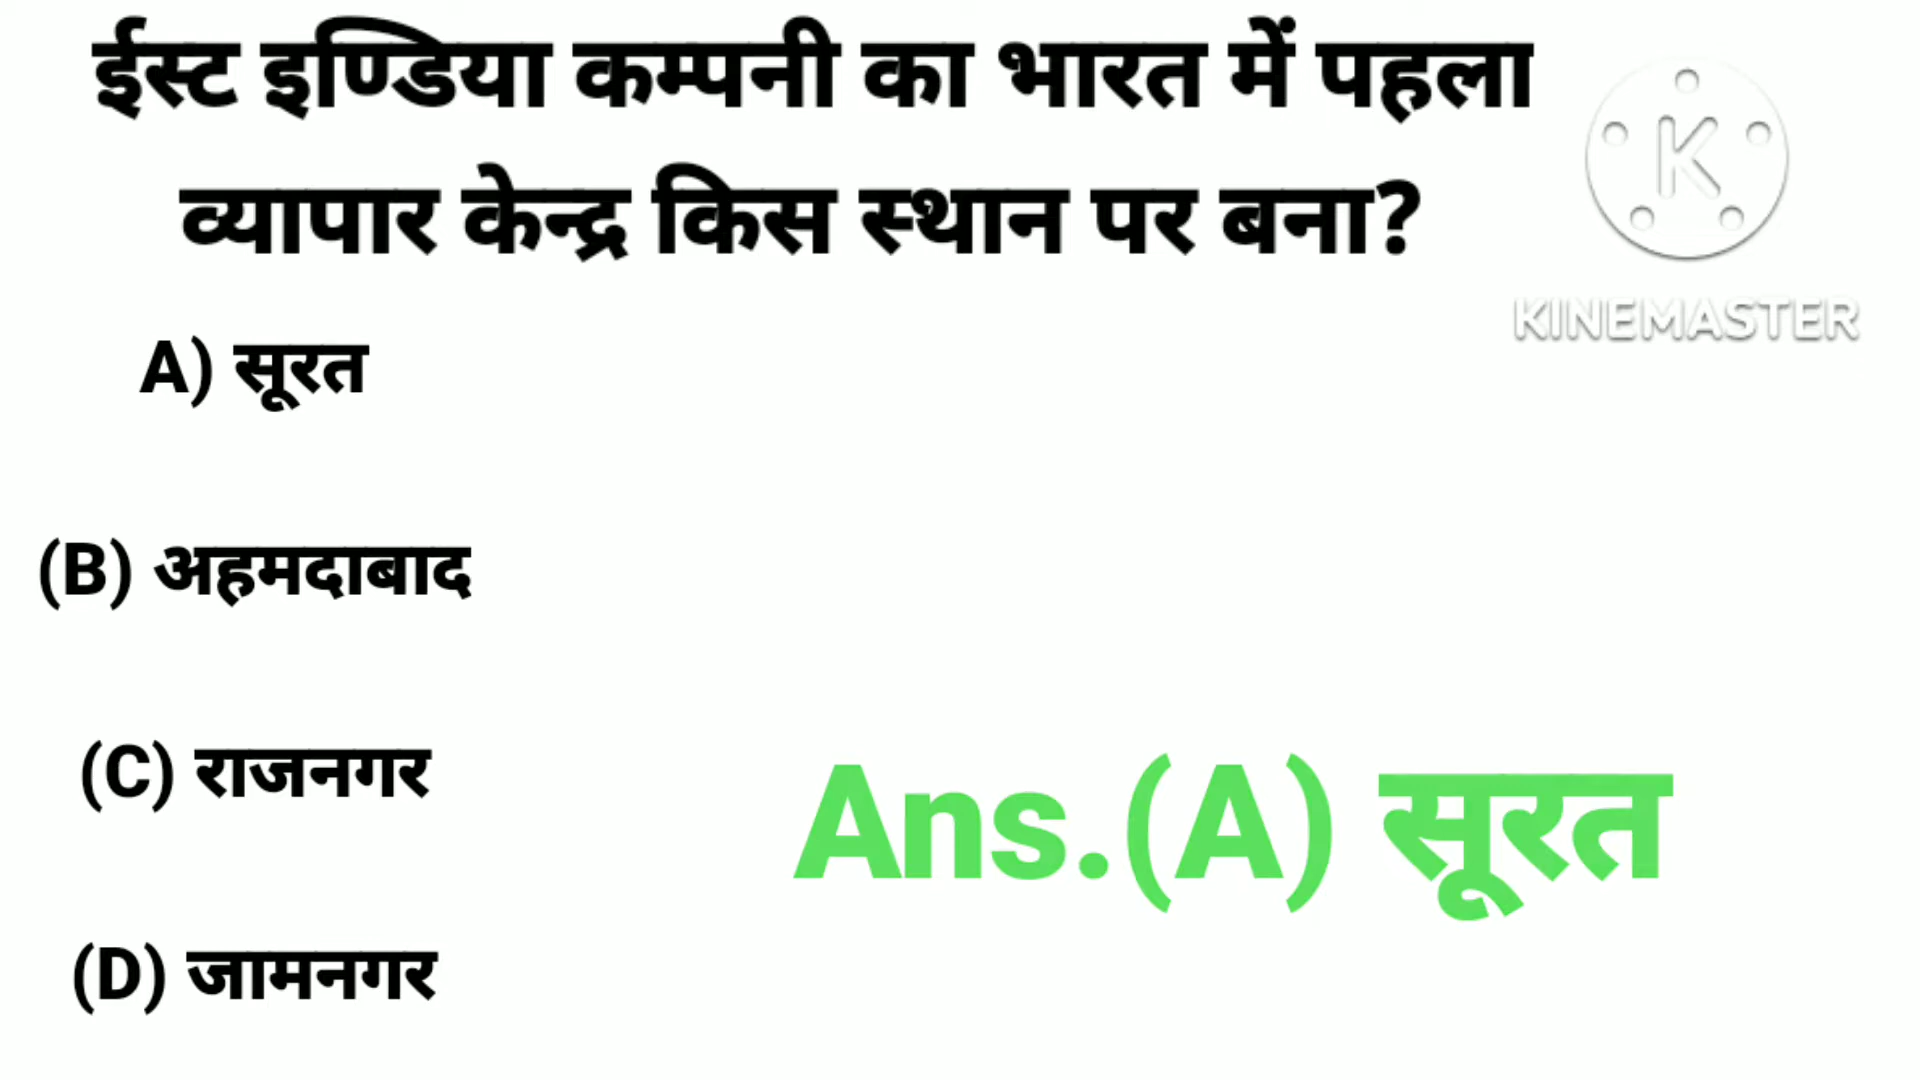 ईस्ट इण्डिया कम्पनी का भारत में पहला
व्यापार केन्द्र किस स्थान पर बना?
K
KINEMASTER
A) सूरत
(B) अहमदाबाद
(C) राजनगर
Ans.(A) सूरत
(D) जामनगर